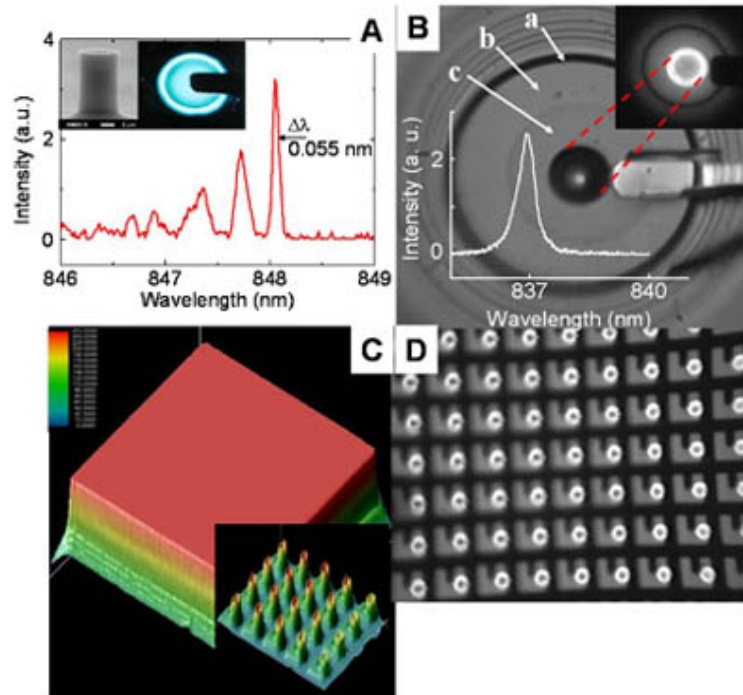 A
4
2
0
Intensity (a.u.)
Δλ
0.055 nm
846 847 848 849
Wavelength (nm)
B
a
b
c
2
0
Intensity (a. u.)
837 840
Wavelength (nm)
C
D